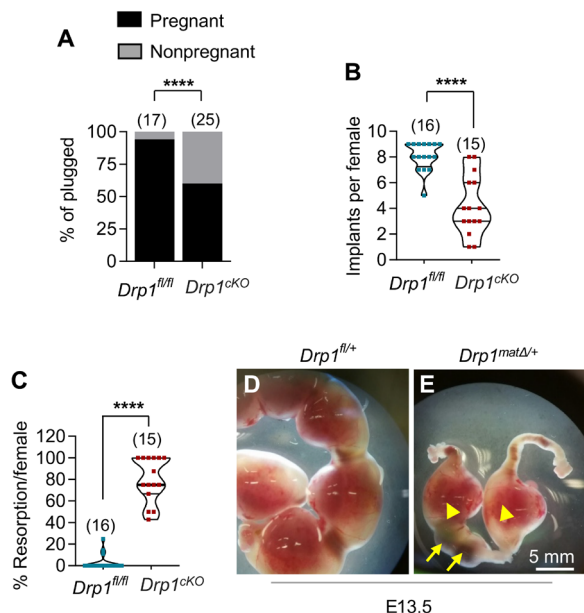 Pregnant
Nonpregnant
A
****
(17) (25)
100
75
50
25
0
% of plugged
Drp1fl/fl Drp1cKO
B
****
(16)
(15)
10
8
6
4
2
0
Implants per female
Drp1fl/fl Drp1cKO
C
****
(15)
(16)
120
100
80
60
40
20
0
% Resorption/female
Drp1fl/fl Drp1cKO
Drp1fl/+ Drp1matΔ/+
D E
5 mm
E13.5